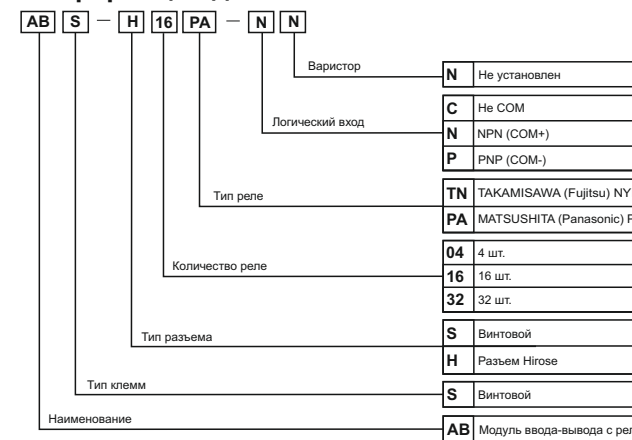 AB S — H 16 PA — N N
Варистор
N Не установлен
Логический вход
C Не COM
N NPN (COM+)
P PNP (COM-)
Тип реле
TN TAKAMISAWA (Fujitsu) NY
PA MATSUSHITA (Panasonic)
Количество реле
04 4 шт.
16 16 шт.
32 32 шт.
Тип разъема
S Винтовой
H Разъем Hirose
Тип клемм
S Винтовой
Наименование
AB Модуль ввода-вывода с